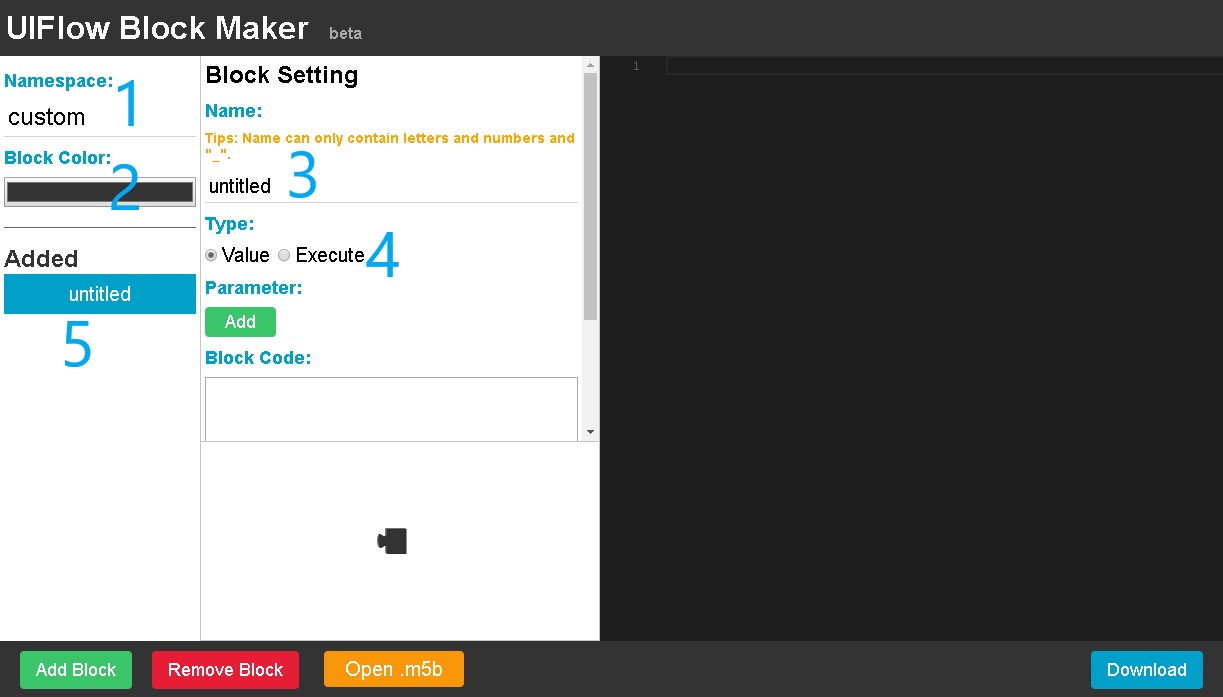 UIFlow Block Maker beta
Namespace:
1
custom
Block Color:
2
Added
untitled
5
Block Setting
Name:
Tips: Name can only contain letters and numbers and
"_".
untitled
3
Type:
Value Execute
4
Parameter:
Add
Block Code:
1
Add Block Remove Block Open .m5b Download